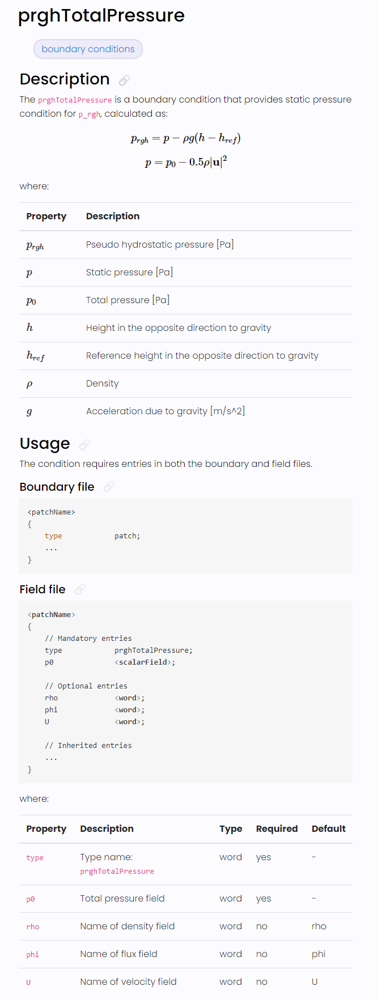 prghTotalPressure
boundary conditions
Description
The prghTotalPressure is a boundary condition that provides static pressure
condition for p_rgh, calculated as:
p_{rgh} = p − ρg(h − h_{ref})
p = p_0 − 0.5ρ|u|^2
where:
Property Description
p_{rgh} Pseudo hydrostatic pressure [Pa]
p Static pressure [Pa]
p_0 Total pressure [Pa]
h Height in the opposite direction to gravity
h_{ref} Reference height in the opposite direction to gravity
ρ Density
g Acceleration due to gravity [m/s^2]
Usage
The condition requires entries in both the boundary and field files.
Boundary file
<patchName>
{
type patch;
...
}
Field file
<patchName>
{
// Mandatory entries
type prghTotalPressure;
p0 <scalarField>;
// Optional entries
rho <word>;
phi <word>;
U <word>;
// Inherited entries
...
}
where:
Property Description Type Required Default
type Type name: word yes -
prghTotalPressure
p0 Total pressure field word yes -
rho Name of density field word no rho
phi Name of flux field word no phi
U Name of velocity field word no U